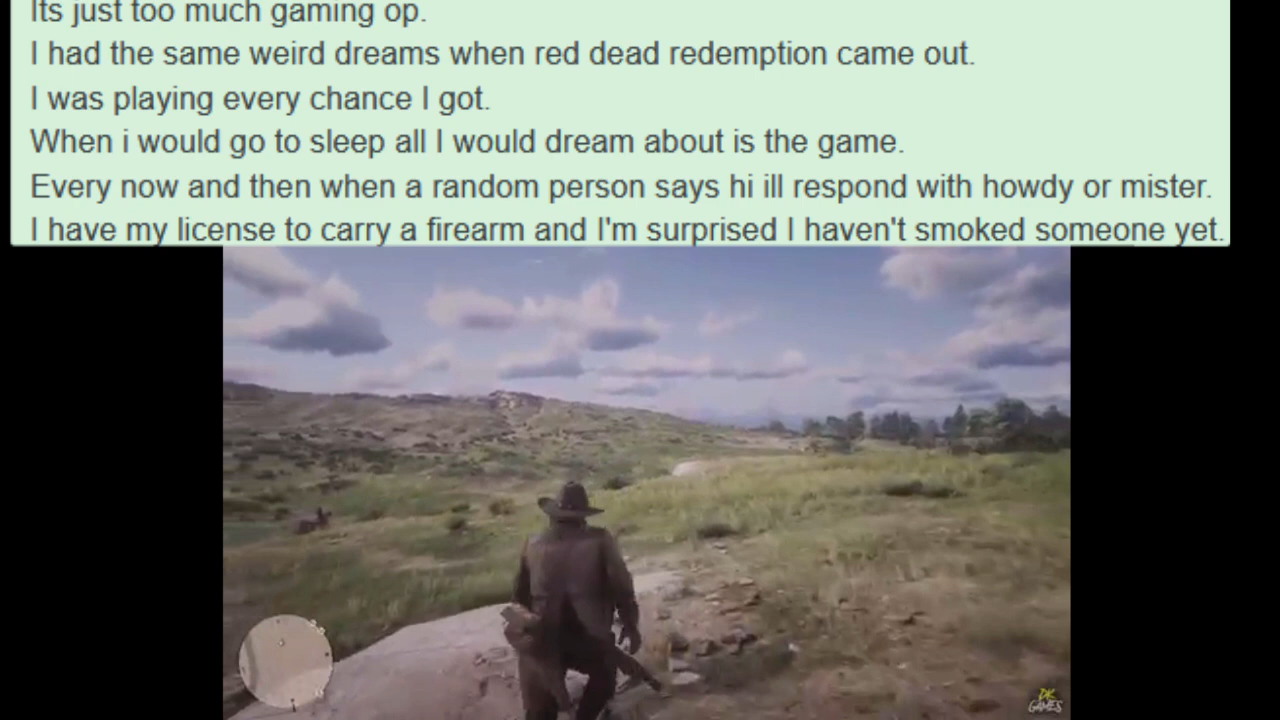 Its just too much gaming op.
I had the same weird dreams when red dead redemption came out.
I was playing every chance I got.
When i would go to sleep all I would dream about is the game.
Every now and then when a random person says hi ill respond with howdy or mister.
I have my license to carry a firearm and I'm surprised I haven't smoked someone yet.
DK
GAMES